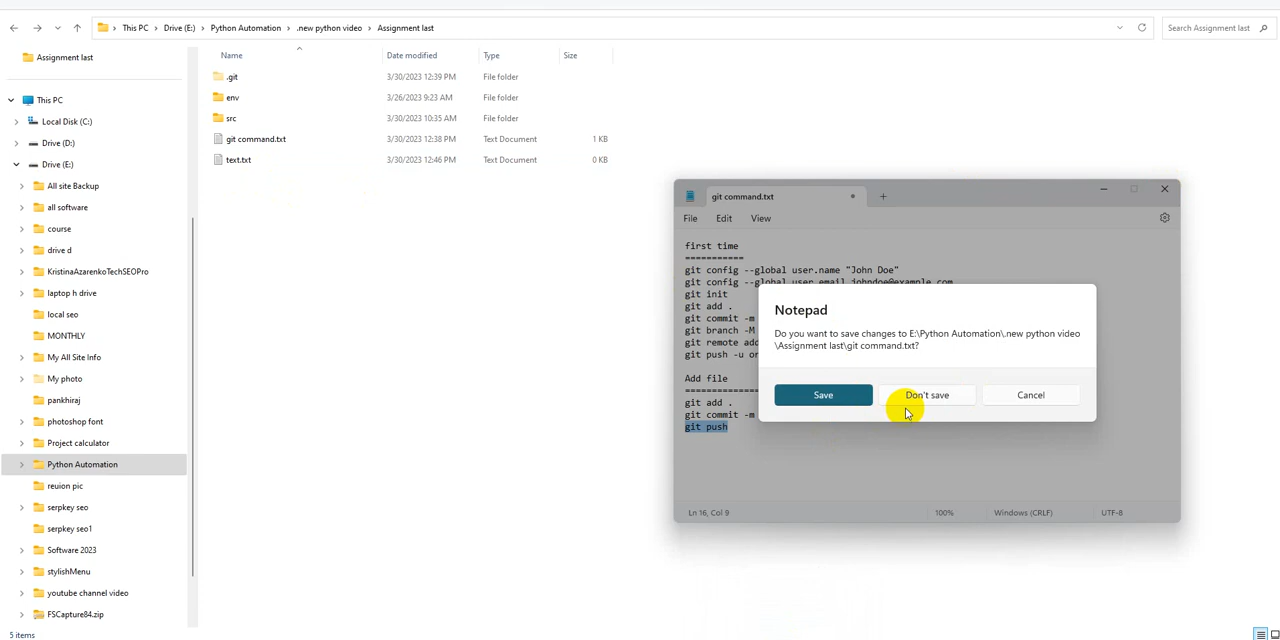 This PC
Drive (E:)
Python Automation
.new python video
Assignment last
Search Assignment last
Assignment last
This PC
Local Disk (C:)
Drive (D:)
Drive (E:)
All site Backup
all software
course
drive d
KristinaAzarenkoTechSEOPro
laptop h drive
local seo
MONTHLY
My All Site Info
My photo
pankhiraj
photoshop font
Project calculator
Python Automation
reuion pic
serpkey seo
serpkey seo1
Software 2023
stylishMenu
youtube channel video
FSCapture84.zip
5 items
Name Date modified Type Size
.git 3/30/2023 12:39 PM File folder
env 3/26/2023 9:23 AM File folder
src 3/30/2023 10:35 AM File folder
git command.txt 3/30/2023 12:38 PM Text Document 1 KB
text.txt 3/30/2023 12:46 PM Text Document 0 KB
git command.txt
File Edit View
first time
===========
git config --global user.name "John Doe"
git config --global user.email johndoe@example.com
git init
git add .
git commit -m
git branch -M
git remote add
git push -u or
Add file
git add .
git commit -m
git push
Ln 16, Col 9 100% Windows (CRLF) UTF-8
Notepad
Do you want to save changes to E:\Python Automation\.new python video
\Assignment last\git command.txt?
Save Don't save Cancel